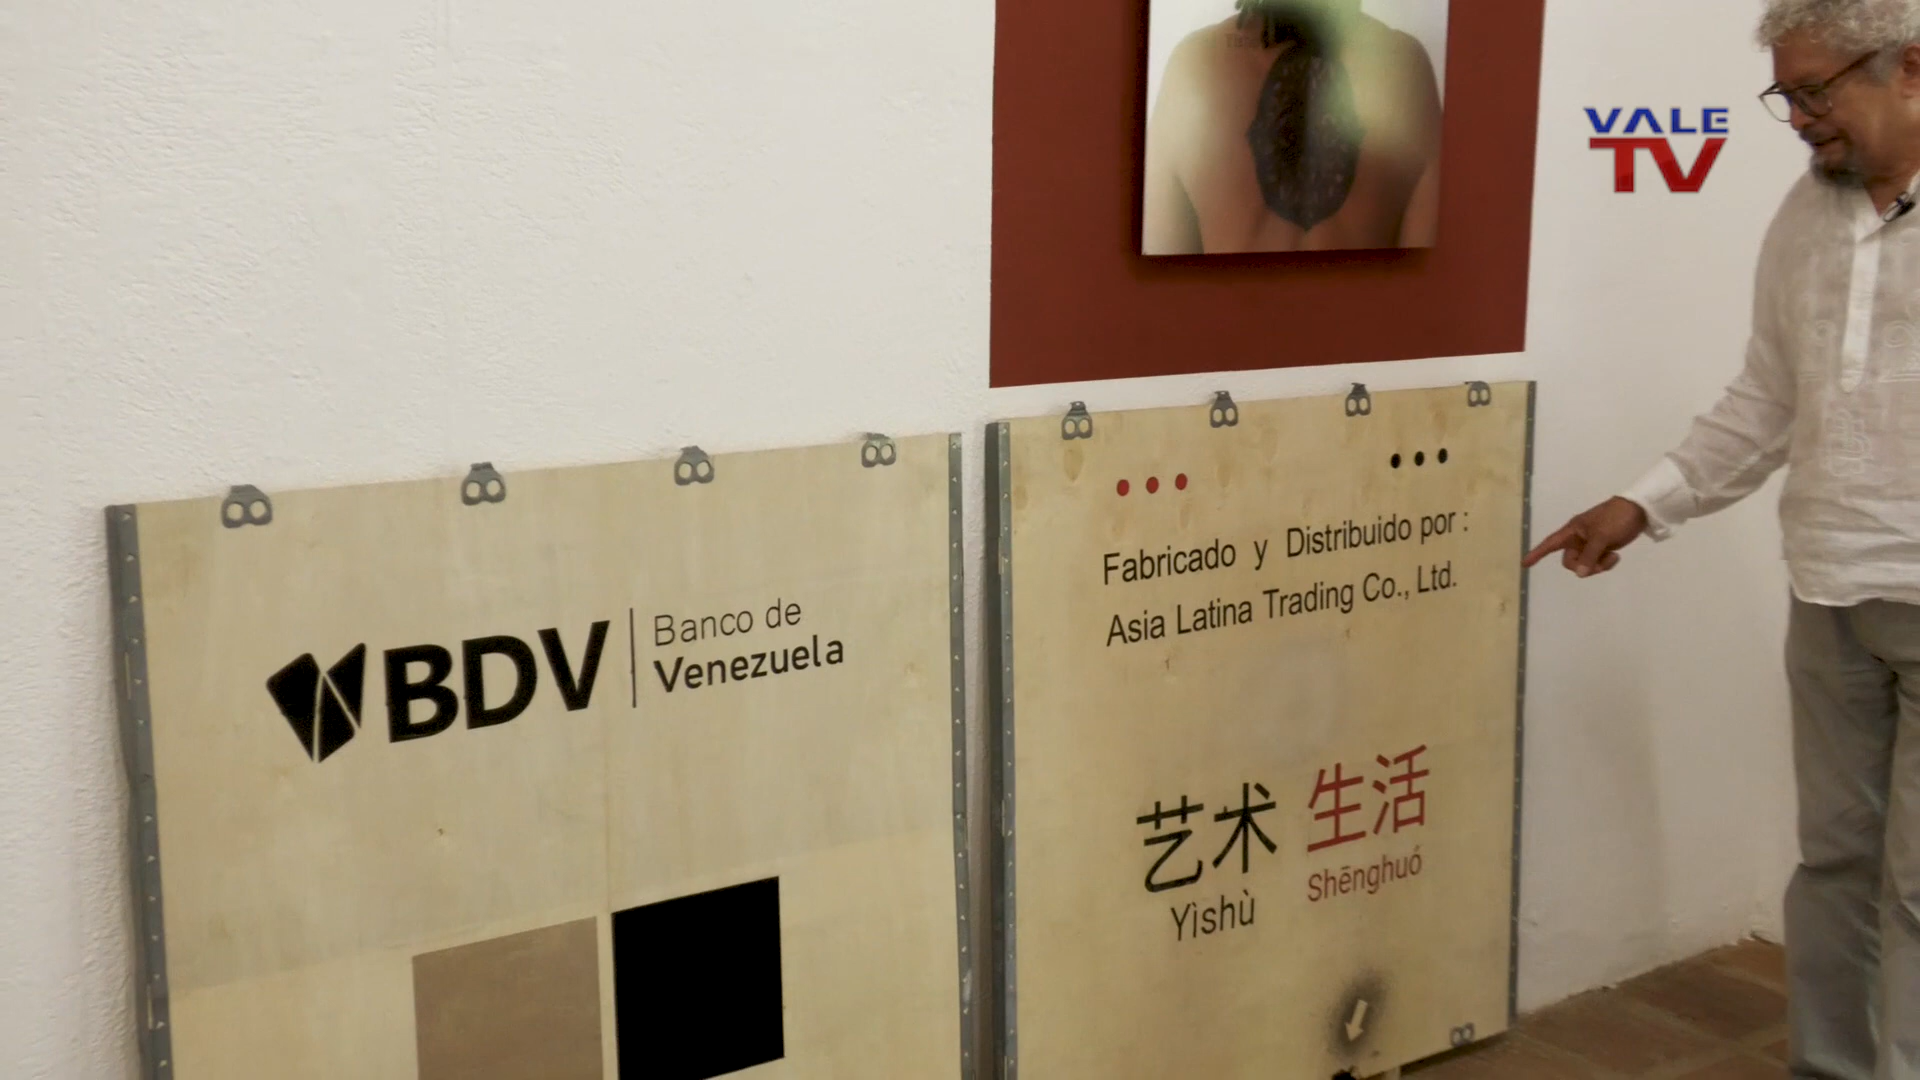 VALE
TV
BDV
Banco de
Venezuela
Fabricado y Distribuido por :
Asia Latina Trading Co., Ltd.
艺术 生活
Yìshù Shēnghuó